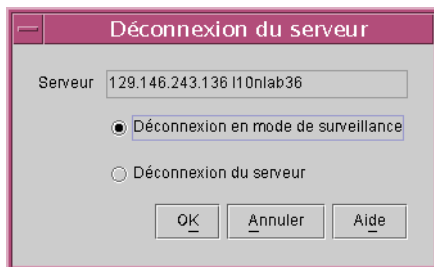 Déconnexion du serveur
Serveur 129.146.243.136 l10nlab36
Déconnexion en mode de surveillance
Déconnexion du serveur
OK Annuler Aide